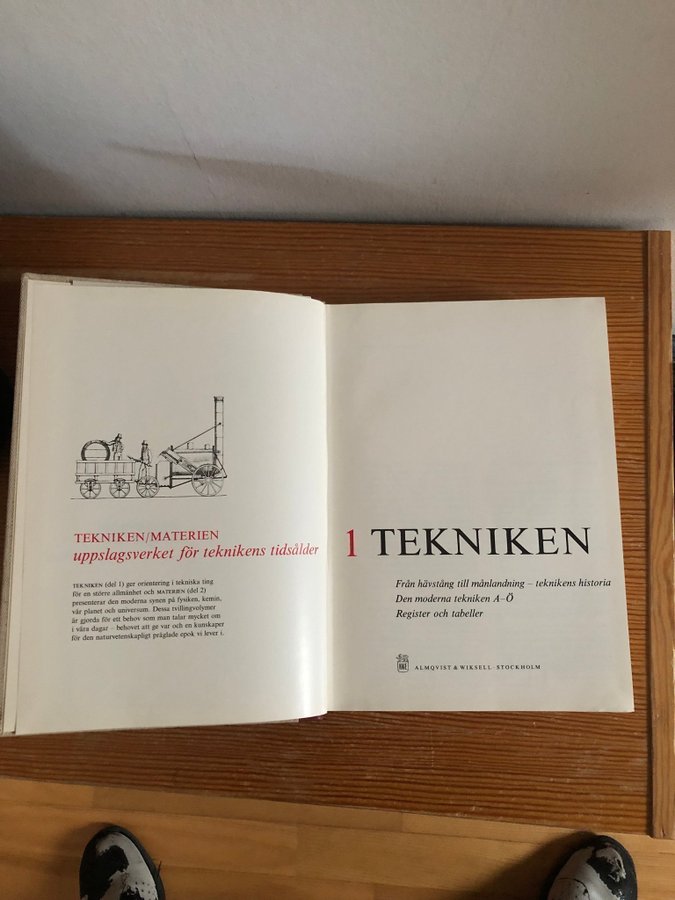 TEKNIKEN/MATERIEN
uppslagsverket för teknikens tidsålder
TEKNIKEN (del 1) ger orientering i tekniska ting
för en större allmänhet och MATERIEN (del 2)
presenterar den moderna synen på fysiken, kemin,
vår planet och universum. Dessa tvillingvolymer
är gjorda för ett behov som man talar mycket om
i våra dagar – behovet att ge var och en kunskaper
för den naturvetenskapligt präglade epok vi lever i.
1 TEKNIKEN
Från hävstång till månlandning – teknikens historia
Den moderna tekniken A–Ö
Register och tabeller
ALMQVIST & WIKSELL STOCKHOLM